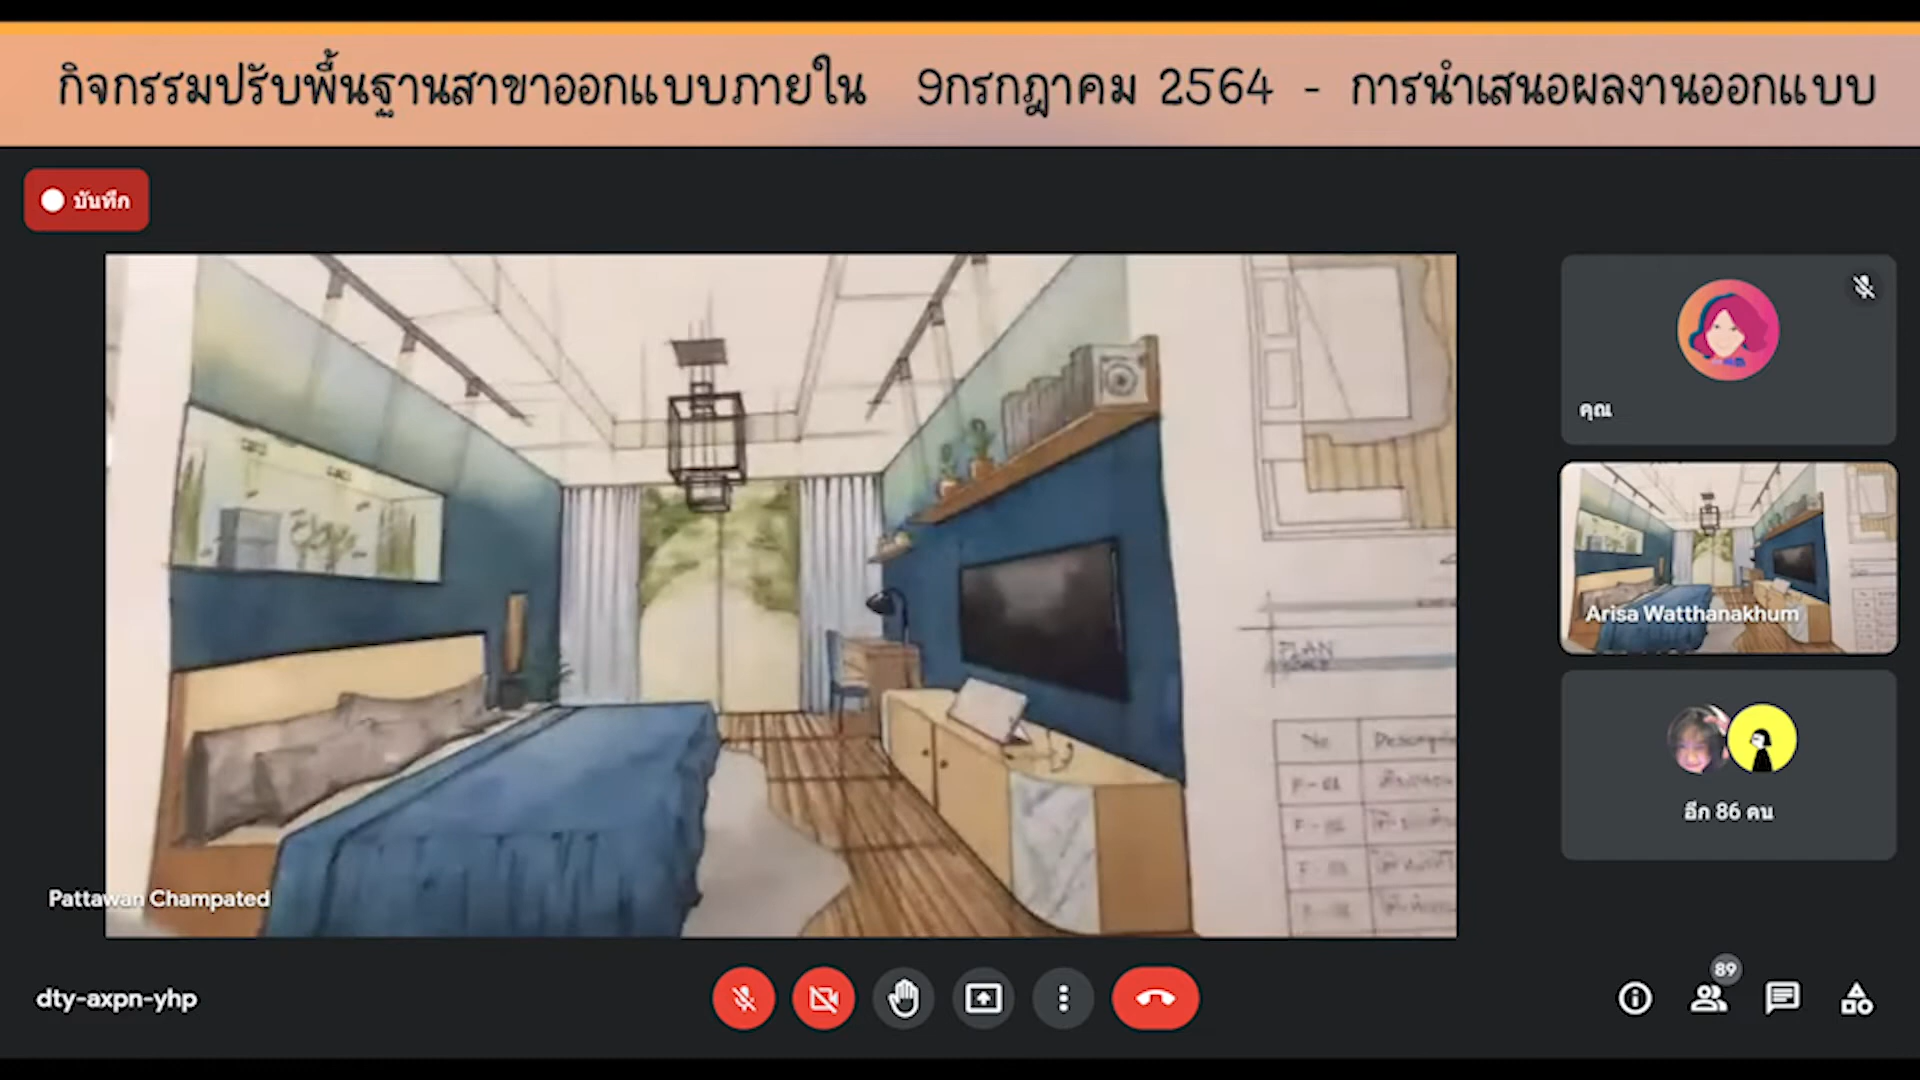 กิจกรรมปรับพื้นฐานสาขาออกแบบภายใน 9กรกฎาคม 2564 - การนำเสนอผลงานออกแบบ
บันทึก
คุณ
Arisa Watthanakhum
PLAN
No
F-01
อีก 86 คน
Pattawan Champated
dty-axpn-yhp
89